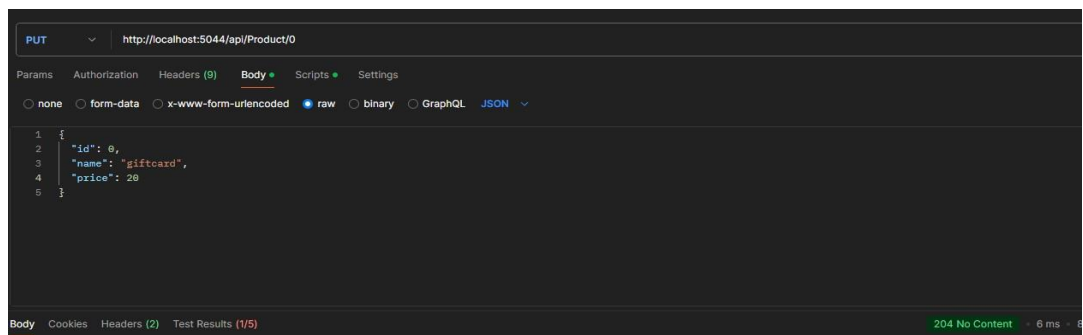 PUT http://localhost:5044/api/Product/0
Params Authorization Headers (9) Body Scripts Settings
none form-data x-www-form-urlencoded raw binary GraphQL JSON
1 {
2 "id": 0,
3 "name": "giftcard",
4 "price": 20
5 }
Body Cookies Headers (2) Test Results (1/5) 204 No Content 6 ms 8